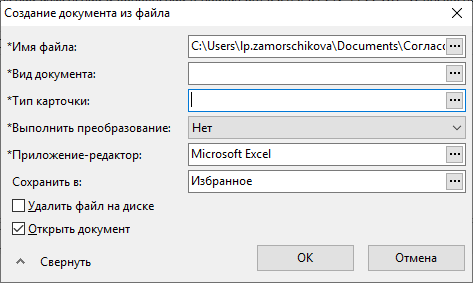 Создание документа из файла
*Имя файла: C:\Users\lp.zamorschikova\Documents\Согласо ...
*Вид документа: ...
*Тип карточки: ...
*Выполнить преобразование: Нет
*Приложение-редактор: Microsoft Excel ...
Сохранить в: Избранное ...
Удалить файл на диске
Открыть документ
Свернуть OK Отмена